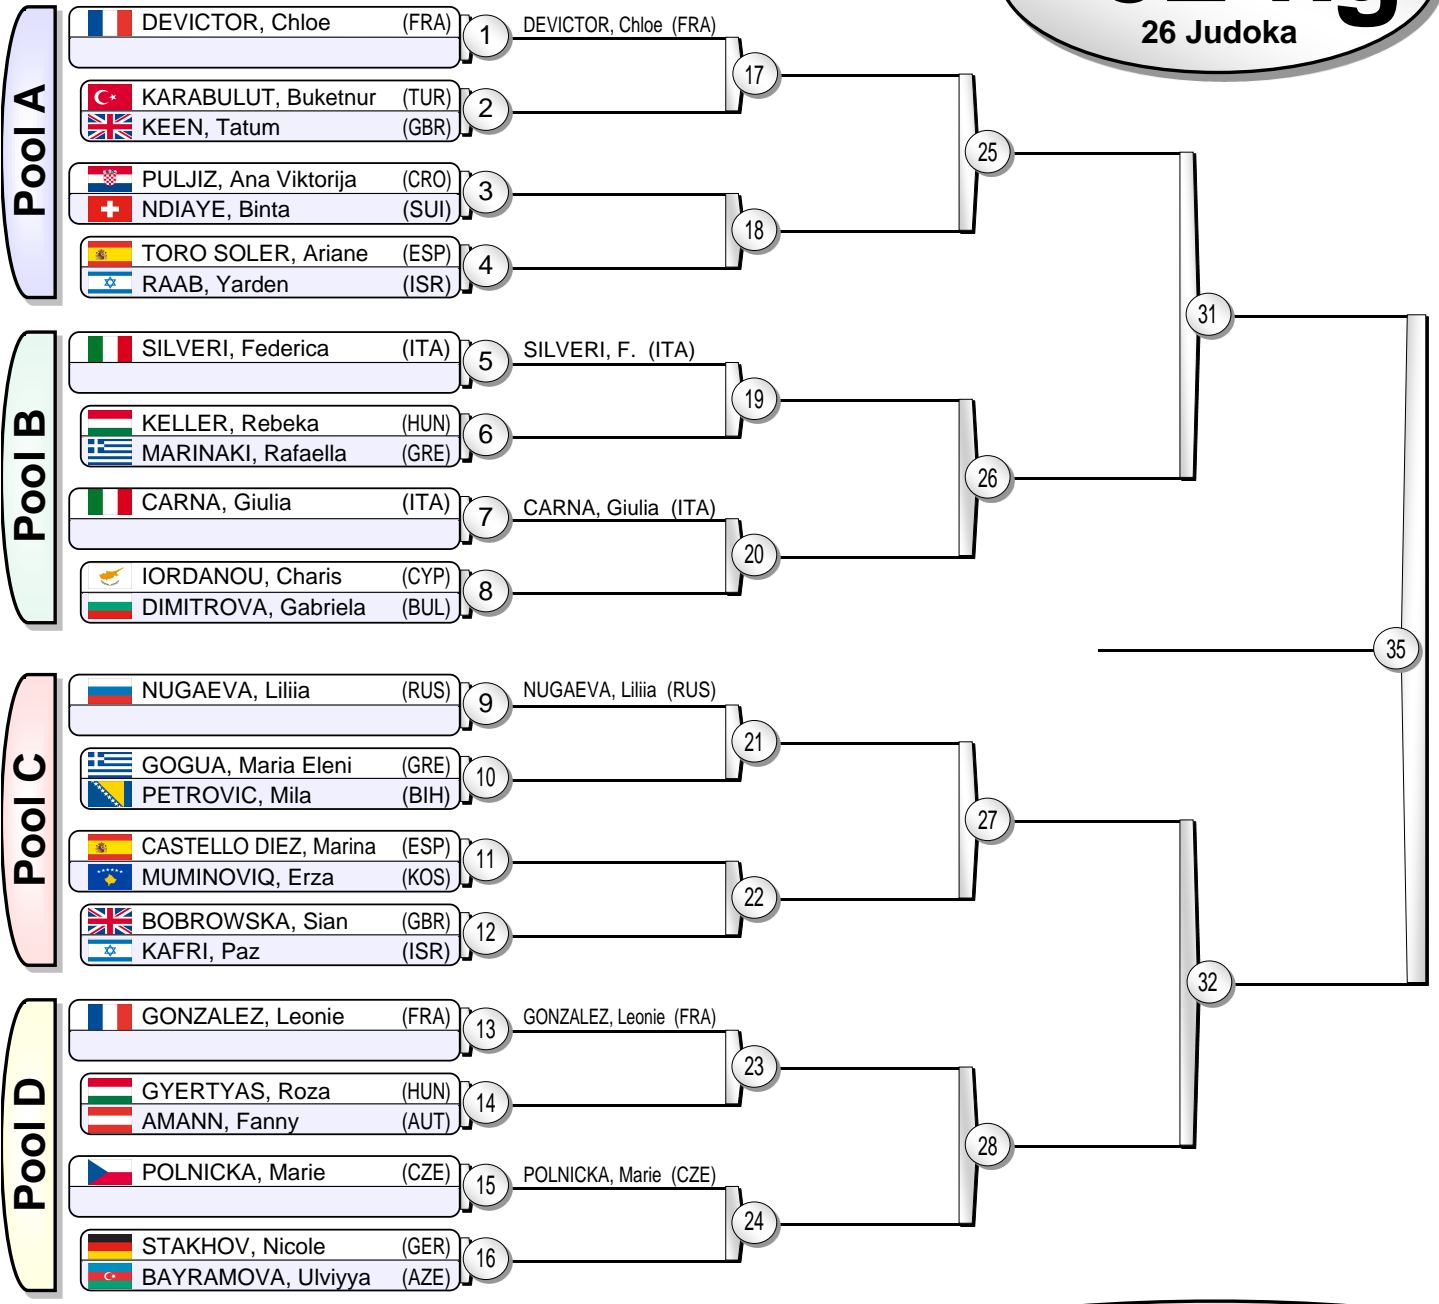 26 Judoka
Pool A
DEVICTOR, Chloe (FRA) 1 DEVICTOR, Chloe (FRA)
17
KARABULUT, Buketnur (TUR)
KEEN, Tatum (GBR)
2
25
PULJIZ, Ana Viktorija (CRO)
NDIAYE, Binta (SUI)
3
18
TORO SOLER, Ariane (ESP)
RAAB, Yarden (ISR)
4
31
Pool B
SILVERI, Federica (ITA) 5 SILVERI, F. (ITA)
19
KELLER, Rebeka (HUN)
MARINAKI, Rafaella (GRE)
6
26
CARNA, Giulia (ITA) 7 CARNA, Giulia (ITA)
20
IORDANOU, Charis (CYP)
DIMITROVA, Gabriela (BUL)
8
35
Pool C
NUGAEVA, Liliia (RUS) 9 NUGAEVA, Liliia (RUS)
21
GOGUA, Maria Eleni (GRE)
PETROVIC, Mila (BIH)
10
27
CASTELLO DIEZ, Marina (ESP)
MUMINOVIQ, Erza (KOS)
11
22
BOBROWSKA, Sian (GBR)
KAFRI, Paz (ISR)
12
32
Pool D
GONZALEZ, Leonie (FRA) 13 GONZALEZ, Leonie (FRA)
23
GYERTYAS, Roza (HUN)
AMANN, Fanny (AUT)
14
28
POLNICKA, Marie (CZE) 15 POLNICKA, Marie (CZE)
24
STAKHOV, Nicole (GER)
BAYRAMOVA, Ulviyya (AZE)
16